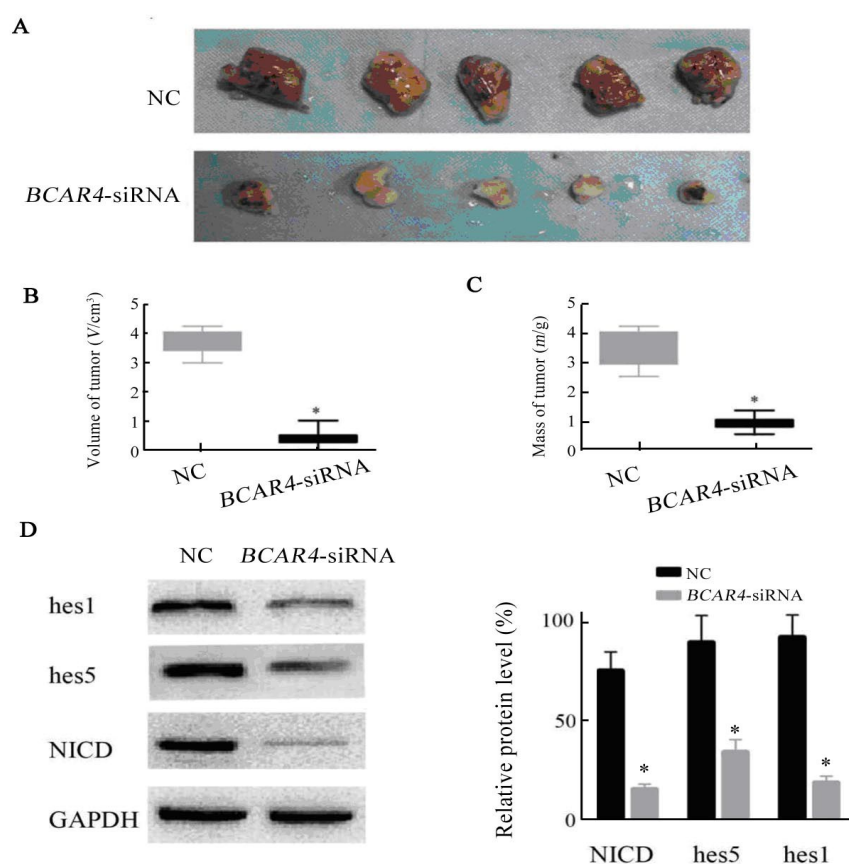 A
NC
BCAR4-siRNA
B
Volume of tumor (V/cm³)
5
4
3
2
1
0
*
NC
BCAR4-siRNA
C
Mass of tumor (m/g)
5
4
3
2
1
0
*
NC
BCAR4-siRNA
D
NC BCAR4-siRNA
hes1
hes5
NICD
GAPDH
NC
BCAR4-siRNA
Relative protein level (%)
100
50
0
* * *
NICD hes5 hes1